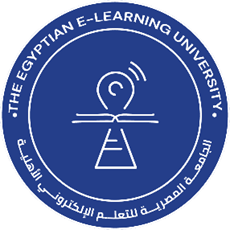 •THE EGYPTIAN E-LEARNING UNIVERSITY•
الجامعة المصرية للتعلم الإلكتروني الأهلية